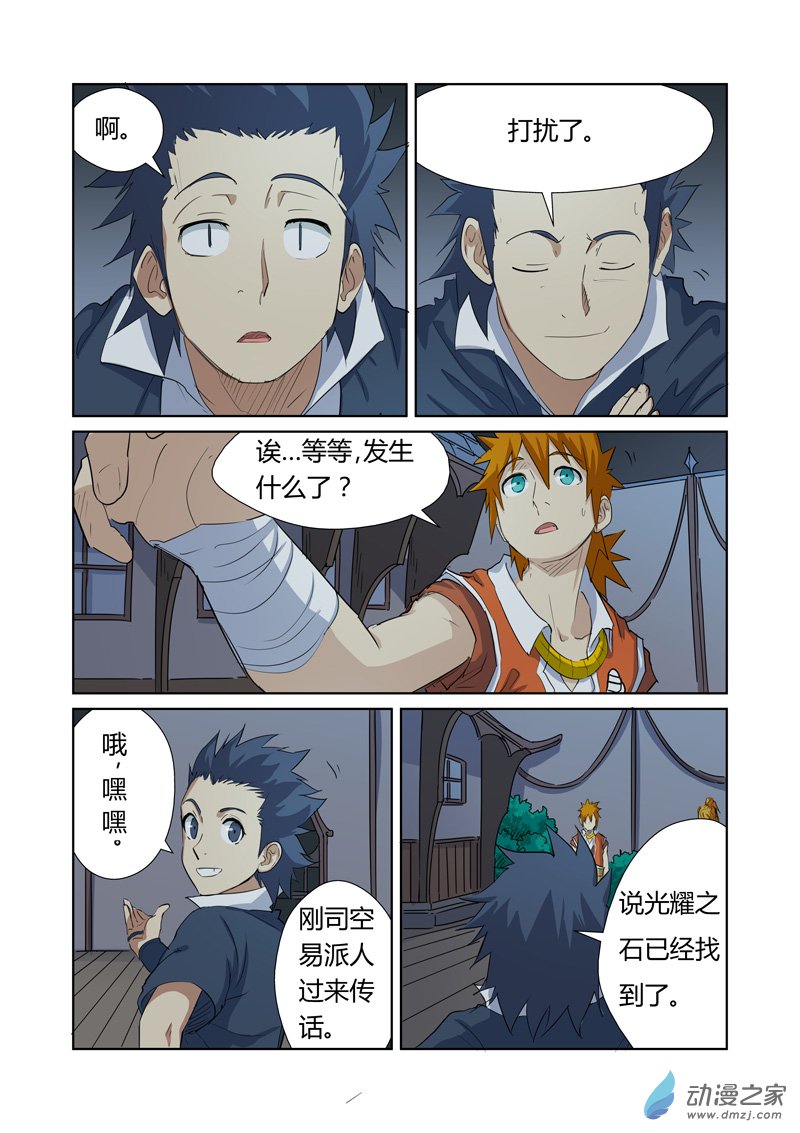 啊。
打扰了。
诶…等等,发生
什么了？
哦，嘿嘿。
刚司空
易派人
过来传
话。
说光耀之
石已经找
到了。
动漫之家
www.dmzj.com